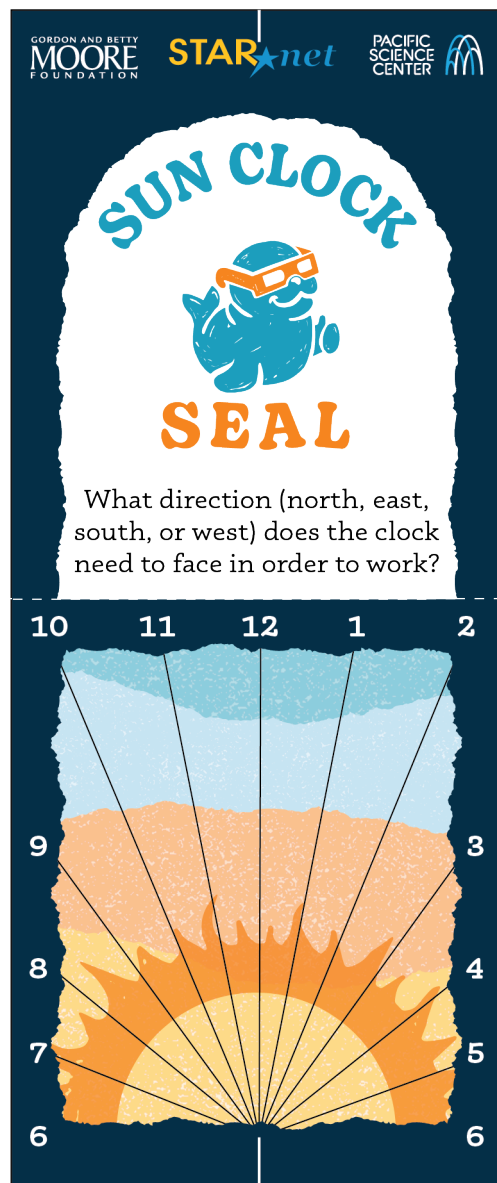 GORDON AND BETTY
MOORE
FOUNDATION
STAR net
PACIFIC
SCIENCE
CENTER
SUN CLOCK
SEAL
What direction (north, east,
south, or west) does the clock
need to face in order to work?
10 11 12 1 2
9 3
8 4
7 5
6 6